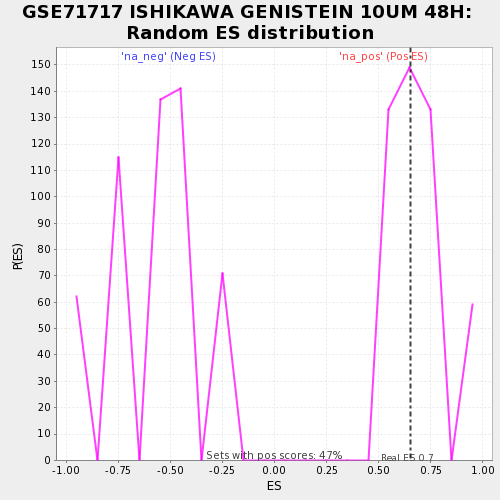 GSE71717 ISHIKAWA GENISTEIN 10UM 48H:
Random ES distribution
'na_neg' (Neg ES)
'na_pos' (Pos ES)
150
140
130
120
110
100
90
80
70
60
50
40
30
20
10
0
P(ES)
Sets with pos scores: 47%
Real ES 0.7
-1.00 -0.75 -0.50 -0.25 0.00 0.25 0.50 0.75 1.00
ES